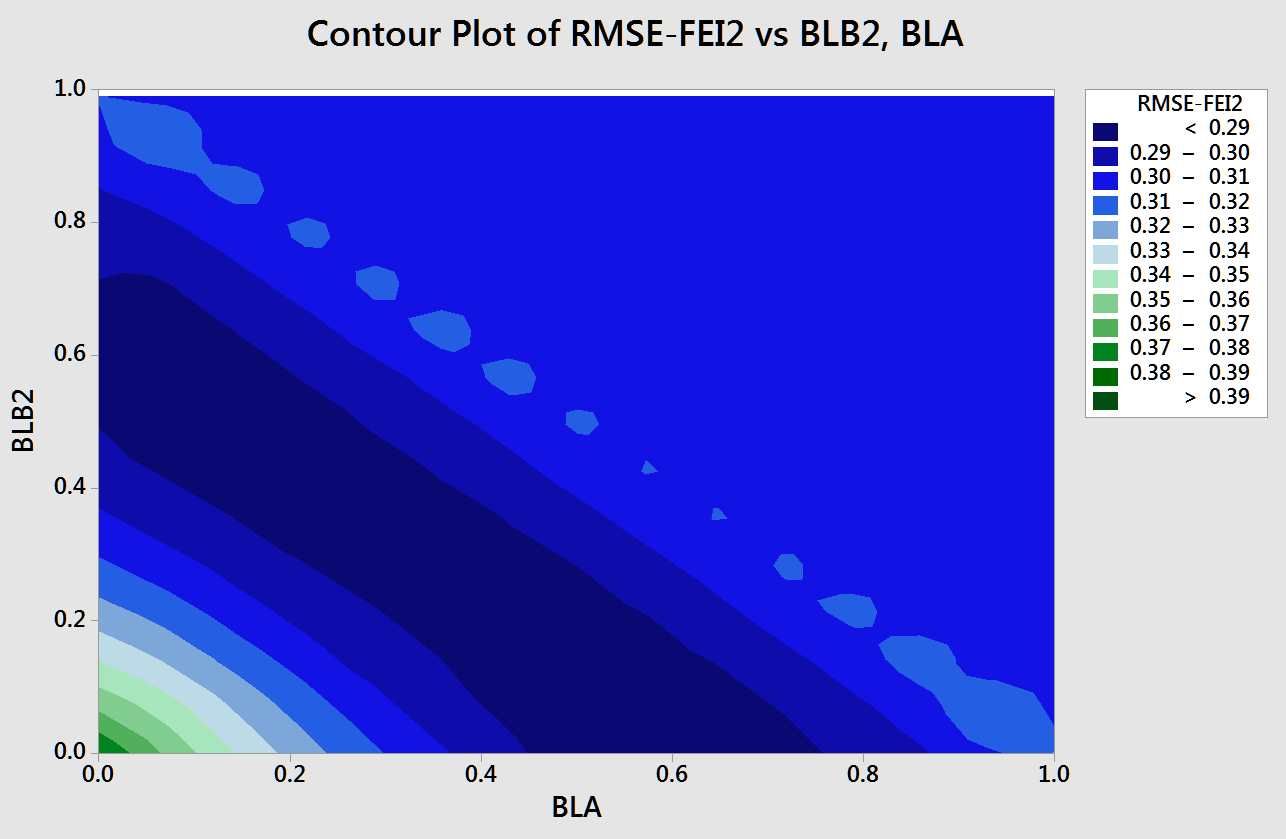 Contour Plot of RMSE-FEI2 vs BLB2, BLA
1.0
0.8
0.6
0.4
0.2
0.0
BLB2
0.0 0.2 0.4 0.6 0.8 1.0
BLA
RMSE-FEI2
< 0.29
0.29 – 0.30
0.30 – 0.31
0.31 – 0.32
0.32 – 0.33
0.33 – 0.34
0.34 – 0.35
0.35 – 0.36
0.36 – 0.37
0.37 – 0.38
0.38 – 0.39
> 0.39